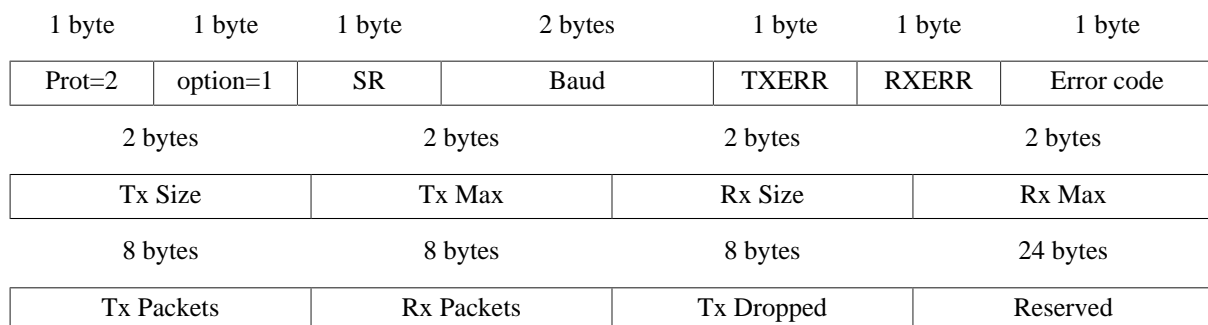 1 byte 1 byte 1 byte 2 bytes 1 byte 1 byte 1 byte
Prot=2 option=1 SR Baud TXERR RXERR Error code
2 bytes 2 bytes 2 bytes 2 bytes
Tx Size Tx Max Rx Size Rx Max
8 bytes 8 bytes 8 bytes 24 bytes
Tx Packets Rx Packets Tx Dropped Reserved